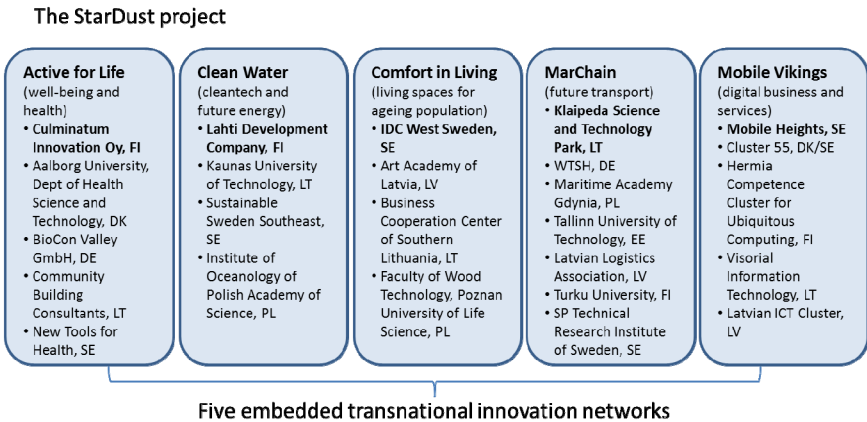 The StarDust project
Active for Life
(well-being and
health)
• Culminatum
Innovation Oy, FI
• Aalborg University,
Dept of Health
Science and
Technology, DK
• BioCon Valley
GmbH, DE
• Community
Building
Consultants, LT
• New Tools for
Health, SE
Clean Water
(cleantech and
future energy)
• Lahti Development
Company, FI
• Kaunas University
of Technology, LT
• Sustainable
Sweden Southeast,
SE
• Institute of
Oceanology of
Polish Academy of
Science, PL
Comfort in Living
(living spaces for
ageing population)
• IDC West Sweden,
SE
• Art Academy of
Latvia, LV
• Business
Cooperation Center
of Southern
Lithuania, LT
• Faculty of Wood
Technology, Poznan
University of Life
Science, PL
MarChain
(future transport)
• Klaipeda Science
and Technology
Park, LT
• WTSH, DE
• Maritime Academy
Gdynia, PL
• Tallinn University of
Technology, EE
• Latvian Logistics
Association, LV
• Turku University, FI
• SP Technical
Research Institute
of Sweden, SE
Mobile Vikings
(digital business and
services)
• Mobile Heights, SE
• Cluster 55, DK/SE
• Hermia
Competence
Cluster for
Ubiquitous
Computing, FI
• Visorial
Information
Technology, LT
• Latvian ICT Cluster,
LV
Five embedded transnational innovation networks